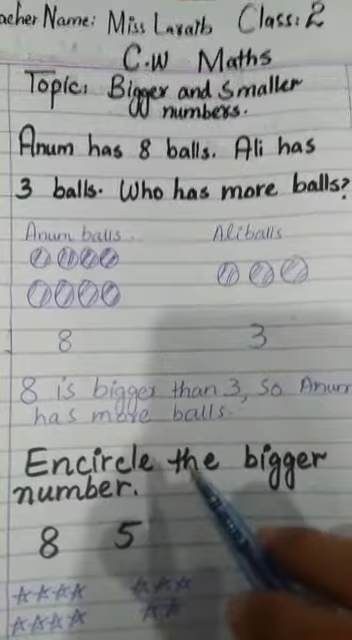 acher Name: Miss Laraib Class: 2
C.W Maths
Topic: Bigger and Smaller
numbers.
Anum has 8 balls. Ali has
3 balls. Who has more balls?
Anum balls Ali balls
8 3
8 is bigger than 3, So Anum
has more balls.
Encircle the bigger
number.
8 5